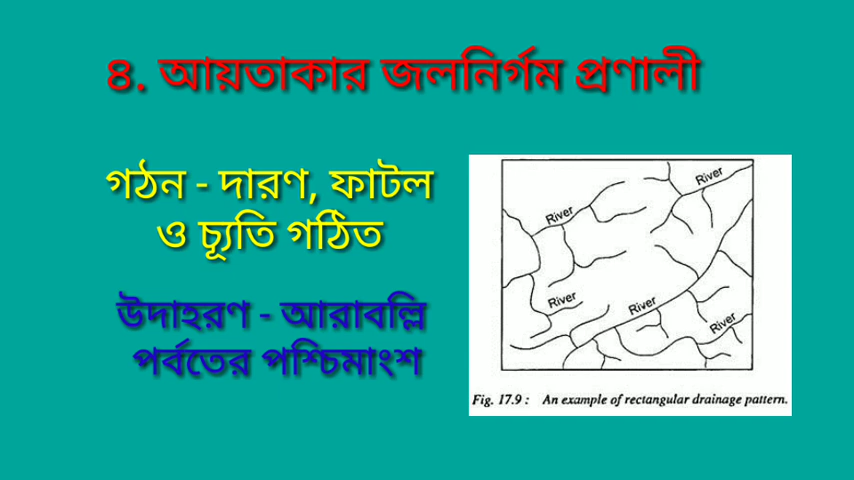 ৪. আয়তাকার জলনির্গম প্রণালী
গঠন - দারণ, ফাটল
ও চ্যূতি গঠিত
উদাহরণ - আরাবল্লি
পর্বতের পশ্চিমাংশ
River
River
River
River
River
Fig. 17.9 : An example of rectangular drainage pattern.